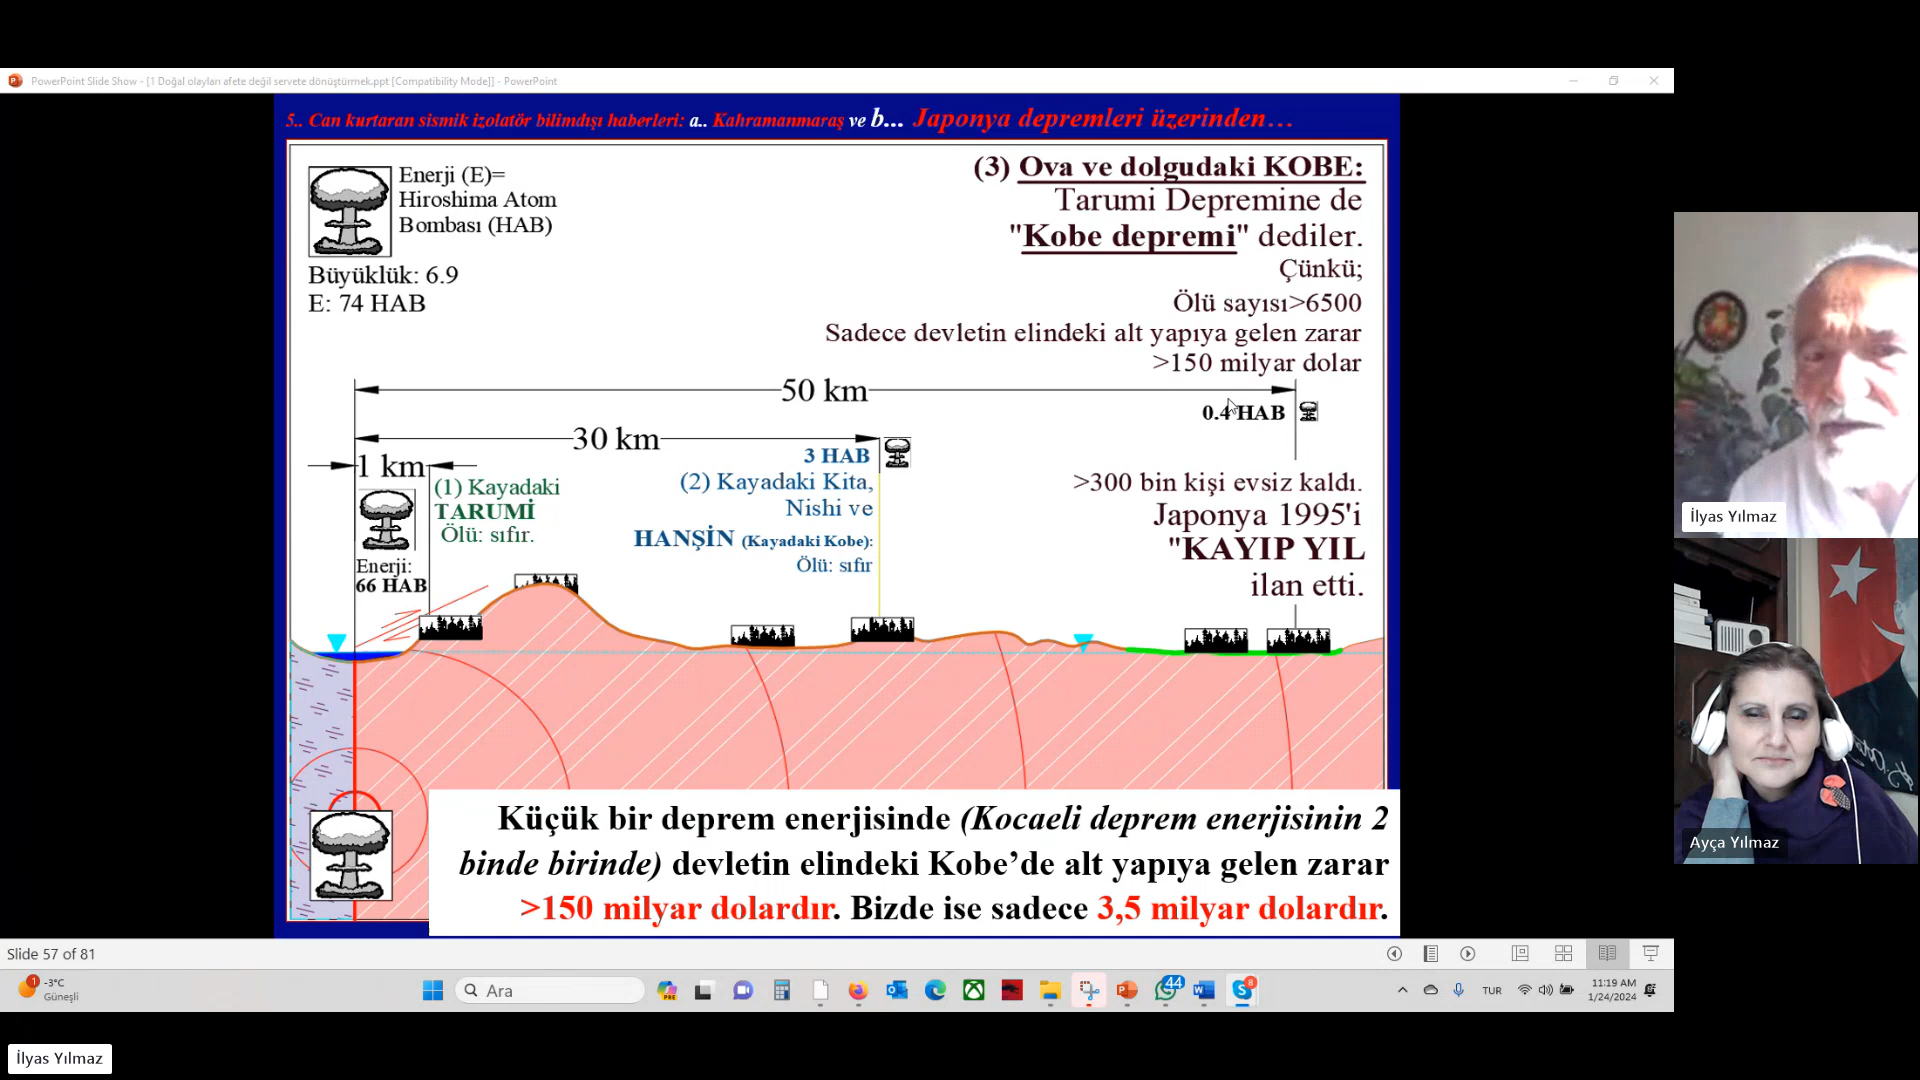 PowerPoint Slide Show - [1 Doğal olayları afete değil servete dönüştürmek.ppt [Compatibility Mode]] - PowerPoint
5.. Can kurtaran sismik izolatör bilimdışı haberleri: a.. Kahramanmaraş ve b... Japonya depremleri üzerinden…
Enerji (E)=
Hiroshima Atom
Bombası (HAB)
Büyüklük: 6.9
E: 74 HAB
(3) Ova ve dolgudaki KOBE:
Tarumi Depremine de
"Kobe depremi" dediler.
Çünkü;
Ölü sayısı>6500
Sadece devletin elindeki alt yapıya gelen zarar
>150 milyar dolar
50 km
0.4 HAB
30 km
3 HAB
1 km
(1) Kayadaki
TARUMİ
Ölü: sıfır.
(2) Kayadaki Kita,
Nishi ve
HANŞİN (Kayadaki Kobe):
Ölü: sıfır
>300 bin kişi evsiz kaldı.
Japonya 1995'i
"KAYIP YIL
ilan etti.
Enerji:
66 HAB
Küçük bir deprem enerjisinde (Kocaeli deprem enerjisinin 2
binde birinde) devletin elindeki Kobe’de alt yapıya gelen zarar
>150 milyar dolardır. Bizde ise sadece 3,5 milyar dolardır.
İlyas Yılmaz
Ayça Yılmaz
Slide 57 of 81
1
-3°C
Güneşli
Ara
PRE
44
8
TUR
11:19 AM
1/24/2024
İlyas Yılmaz